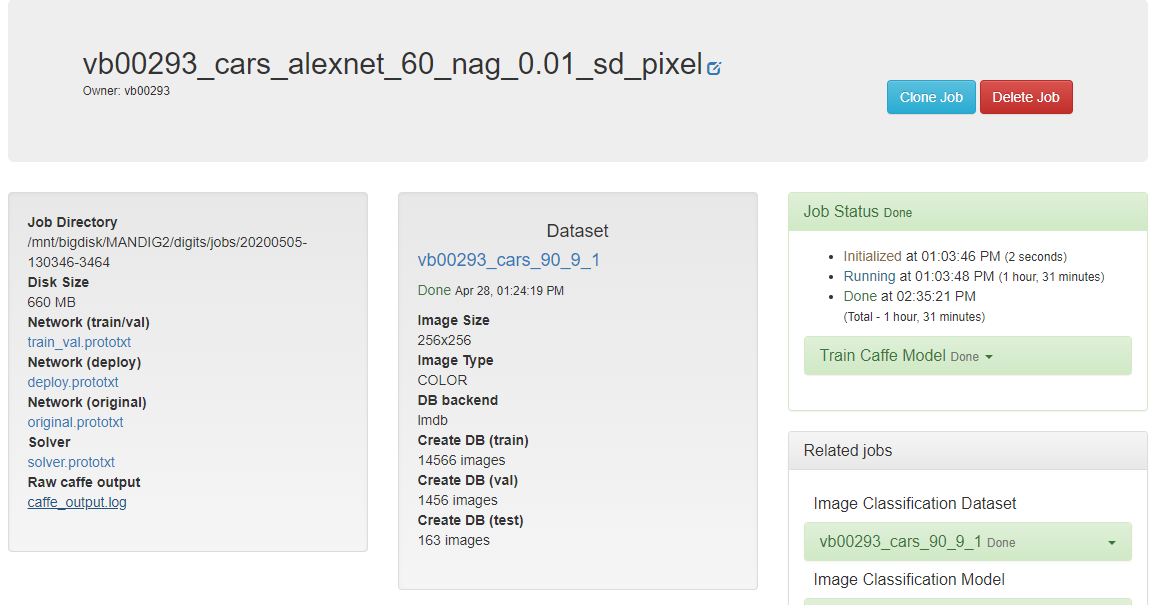 vb00293_cars_alexnet_60_nag_0.01_sd_pixel
Owner: vb00293
Clone Job
Delete Job
Job Directory
/mnt/bigdisk/MANDIG2/digits/jobs/20200505-
130346-3464
Disk Size
660 MB
Network (train/val)
train_val.prototxt
Network (deploy)
deploy.prototxt
Network (original)
original.prototxt
Solver
solver.prototxt
Raw caffe output
caffe_output.log
Dataset
vb00293_cars_90_9_1
Done Apr 28, 01:24:19 PM
Image Size
256x256
Image Type
COLOR
DB backend
lmdb
Create DB (train)
14566 images
Create DB (val)
1456 images
Create DB (test)
163 images
Job Status Done
Initialized at 01:03:46 PM (2 seconds)
Running at 01:03:48 PM (1 hour, 31 minutes)
Done at 02:35:21 PM
(Total - 1 hour, 31 minutes)
Train Caffe Model Done
Related jobs
Image Classification Dataset
vb00293_cars_90_9_1 Done
Image Classification Model